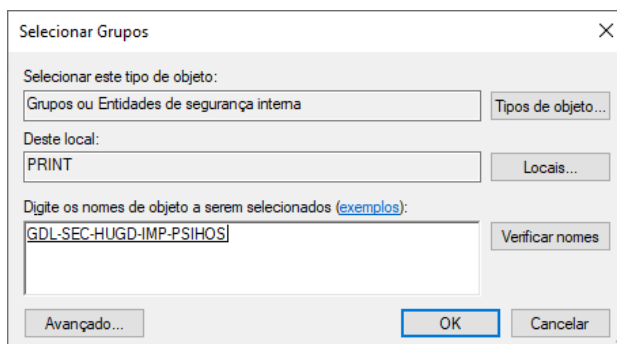 Selecionar Grupos
Selecionar este tipo de objeto:
Grupos ou Entidades de segurança interna
Tipos de objeto...
Deste local:
PRINT
Locais...
Digite os nomes de objeto a serem selecionados (exemplos):
GDL-SEC-HUGD-IMP-PSIHOS
Verificar nomes
Avançado...
OK
Cancelar